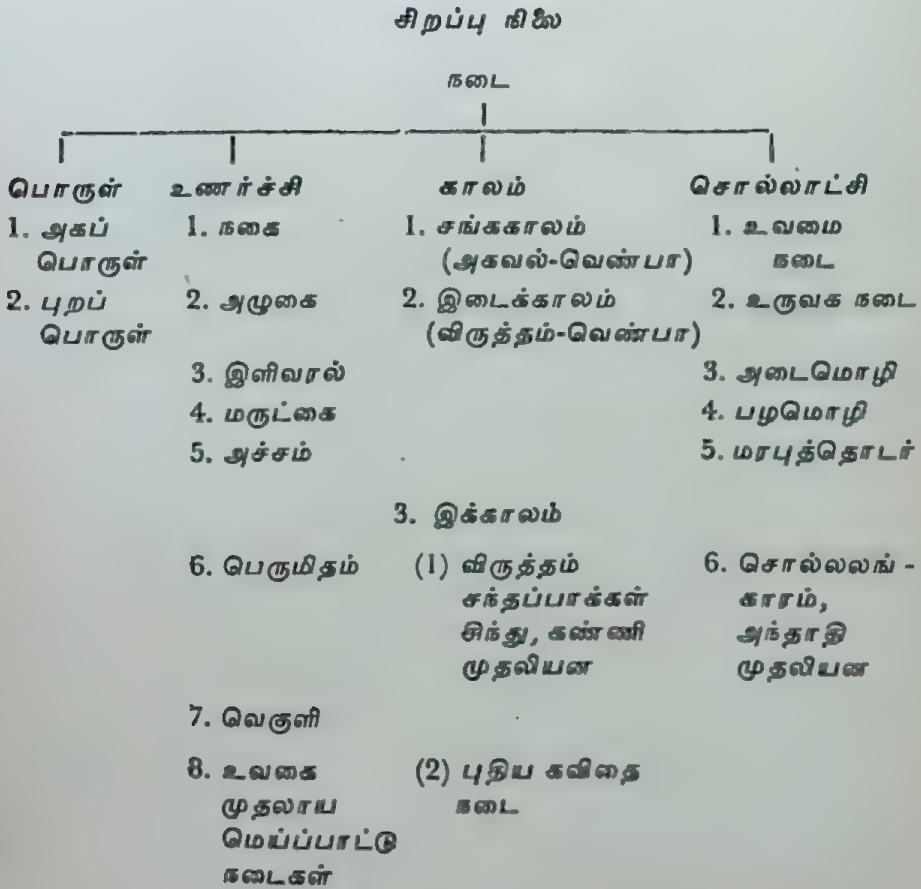 சிறப்பு நிலை
நடை
பொருள் உணர்ச்சி காலம் சொல்லாட்சி
1. அகப் 1. நகை 1. சங்ககாலம் 1. உவமை
பொருள் (அகவல்-வெண்பா) நடை
2. புறப் 2. அழுகை 2. இடைக்காலம் 2. உருவக நடை
பொருள் (விருத்தம்-வெண்பா)
3. இளிவரல் 3. அடைமொழி
4. மருட்கை 4. பழமொழி
5. அச்சம் 5. மரபுத்தொடர்
3. இக்காலம்
6. பெருமிதம் (1) விருத்தம் 6. சொல்லலங் -
சந்தப்பாக்கள் காரம்,
சிந்து, கண்ணி அந்தாதி
முதலியன முதலியன
7. வெகுளி
8. உவகை (2) புதிய கவிதை
முதலாய நடை
மெய்ப்பாட்டு
நடைகள்